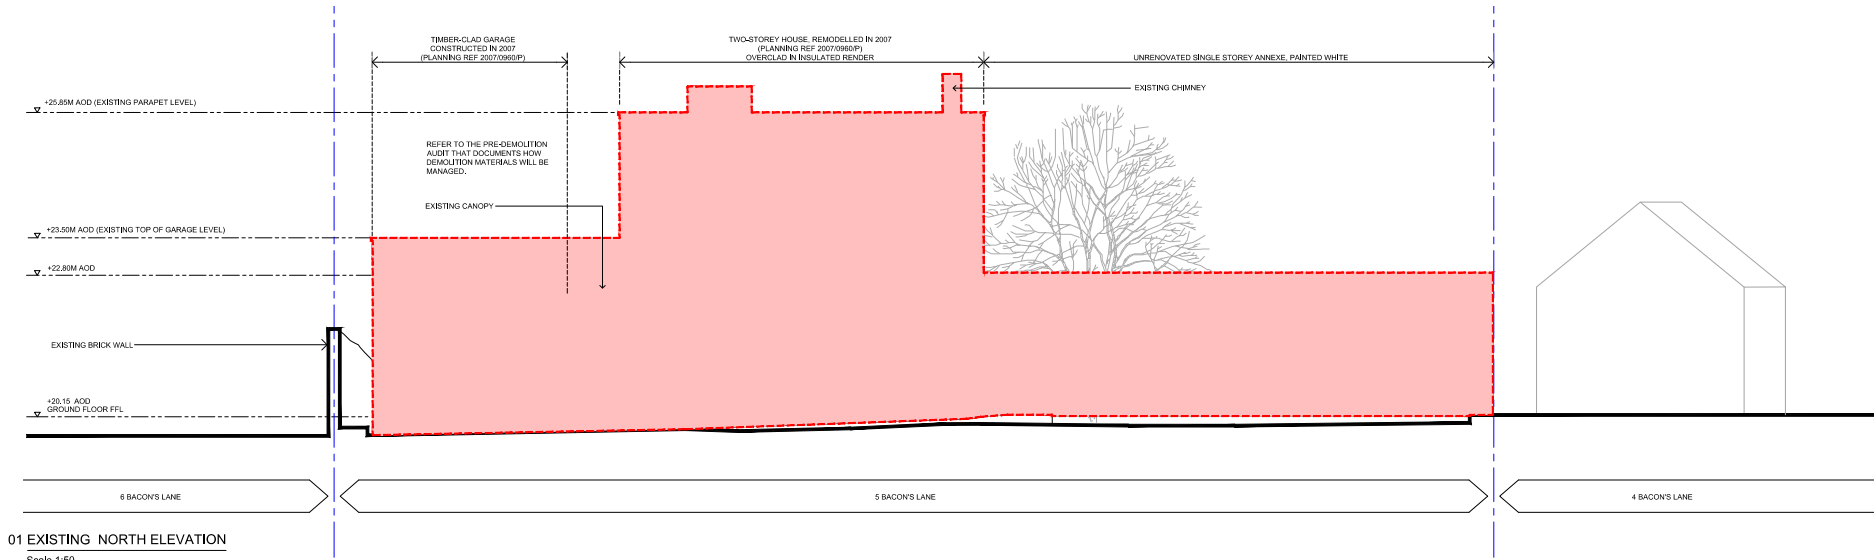 TIMBER-CLAD GARAGE
CONSTRUCTED IN 2007
(PLANNING REF 2007/0960/P)
TWO-STOREY HOUSE, REMODELLED IN 2007
(PLANNING REF 2007/0960/P)
OVERCLAD IN INSULATED RENDER
UNRENOVATED SINGLE STOREY ANNEXE, PAINTED WHITE
EXISTING CHIMNEY
+25.85M AOD (EXISTING PARAPET LEVEL)
REFER TO THE PRE-DEMOLITION
AUDIT THAT DOCUMENTS HOW
DEMOLITION MATERIALS WILL BE
MANAGED.
EXISTING CANOPY
+23.50M AOD (EXISTING TOP OF GARAGE LEVEL)
+22.80M AOD
EXISTING BRICK WALL
+20.15 AOD
GROUND FLOOR FFL
6 BACON'S LANE
5 BACON'S LANE
4 BACON'S LANE
01 EXISTING NORTH ELEVATION
Scale 1:50